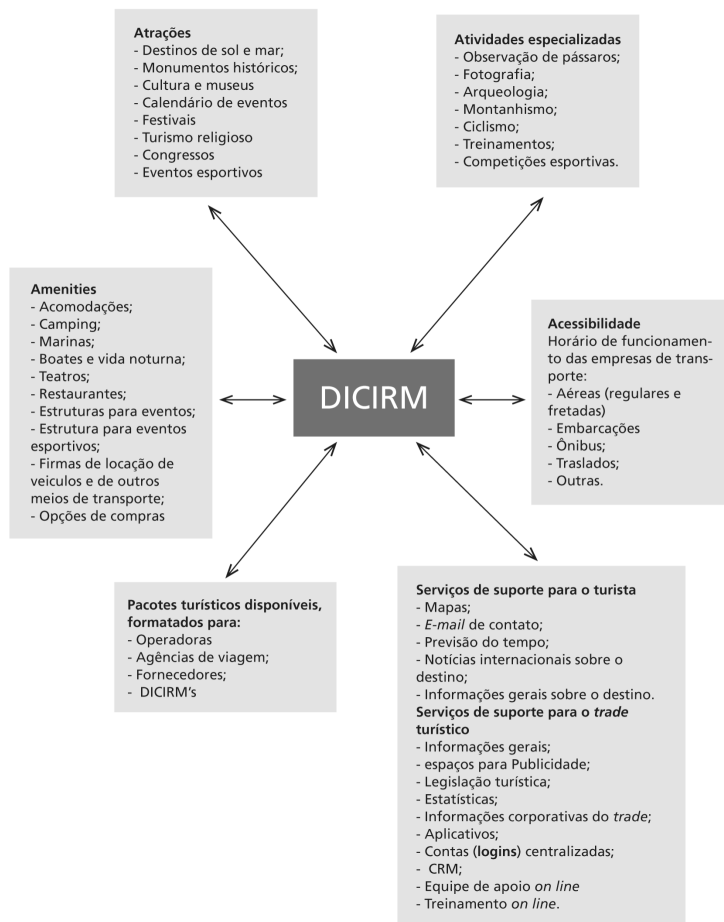 Atrações
- Destinos de sol e mar;
- Monumentos históricos;
- Cultura e museus
- Calendário de eventos
- Festivais
- Turismo religioso
- Congressos
- Eventos esportivos
Atividades especializadas
- Observação de pássaros;
- Fotografia;
- Arqueologia;
- Montanhismo;
- Ciclismo;
- Treinamentos;
- Competições esportivas.
Amenities
- Acomodações;
- Camping;
- Marinas;
- Boates e vida noturna;
- Teatros;
- Restaurantes;
- Estruturas para eventos;
- Estrutura para eventos
esportivos;
- Firmas de locação de
veiculos e de outros
meios de transporte;
- Opções de compras
DICIRM
Acessibilidade
Horário de funcionamen-
to das empresas de trans-
porte:
- Aéreas (regulares e
fretadas)
- Embarcações
- Ônibus;
- Traslados;
- Outras.
Pacotes turísticos disponíveis,
formatados para:
- Operadoras
- Agências de viagem;
- Fornecedores;
- DICIRM's
Serviços de suporte para o turista
- Mapas;
- E-mail de contato;
- Previsão do tempo;
- Notícias internacionais sobre o
destino;
- Informações gerais sobre o destino.
Serviços de suporte para o trade
turístico
- Informações gerais;
- espaços para Publicidade;
- Legislação turística;
- Estatísticas;
- Informações corporativas do trade;
- Aplicativos;
- Contas (logins) centralizadas;
- CRM;
- Equipe de apoio on line
- Treinamento on line.